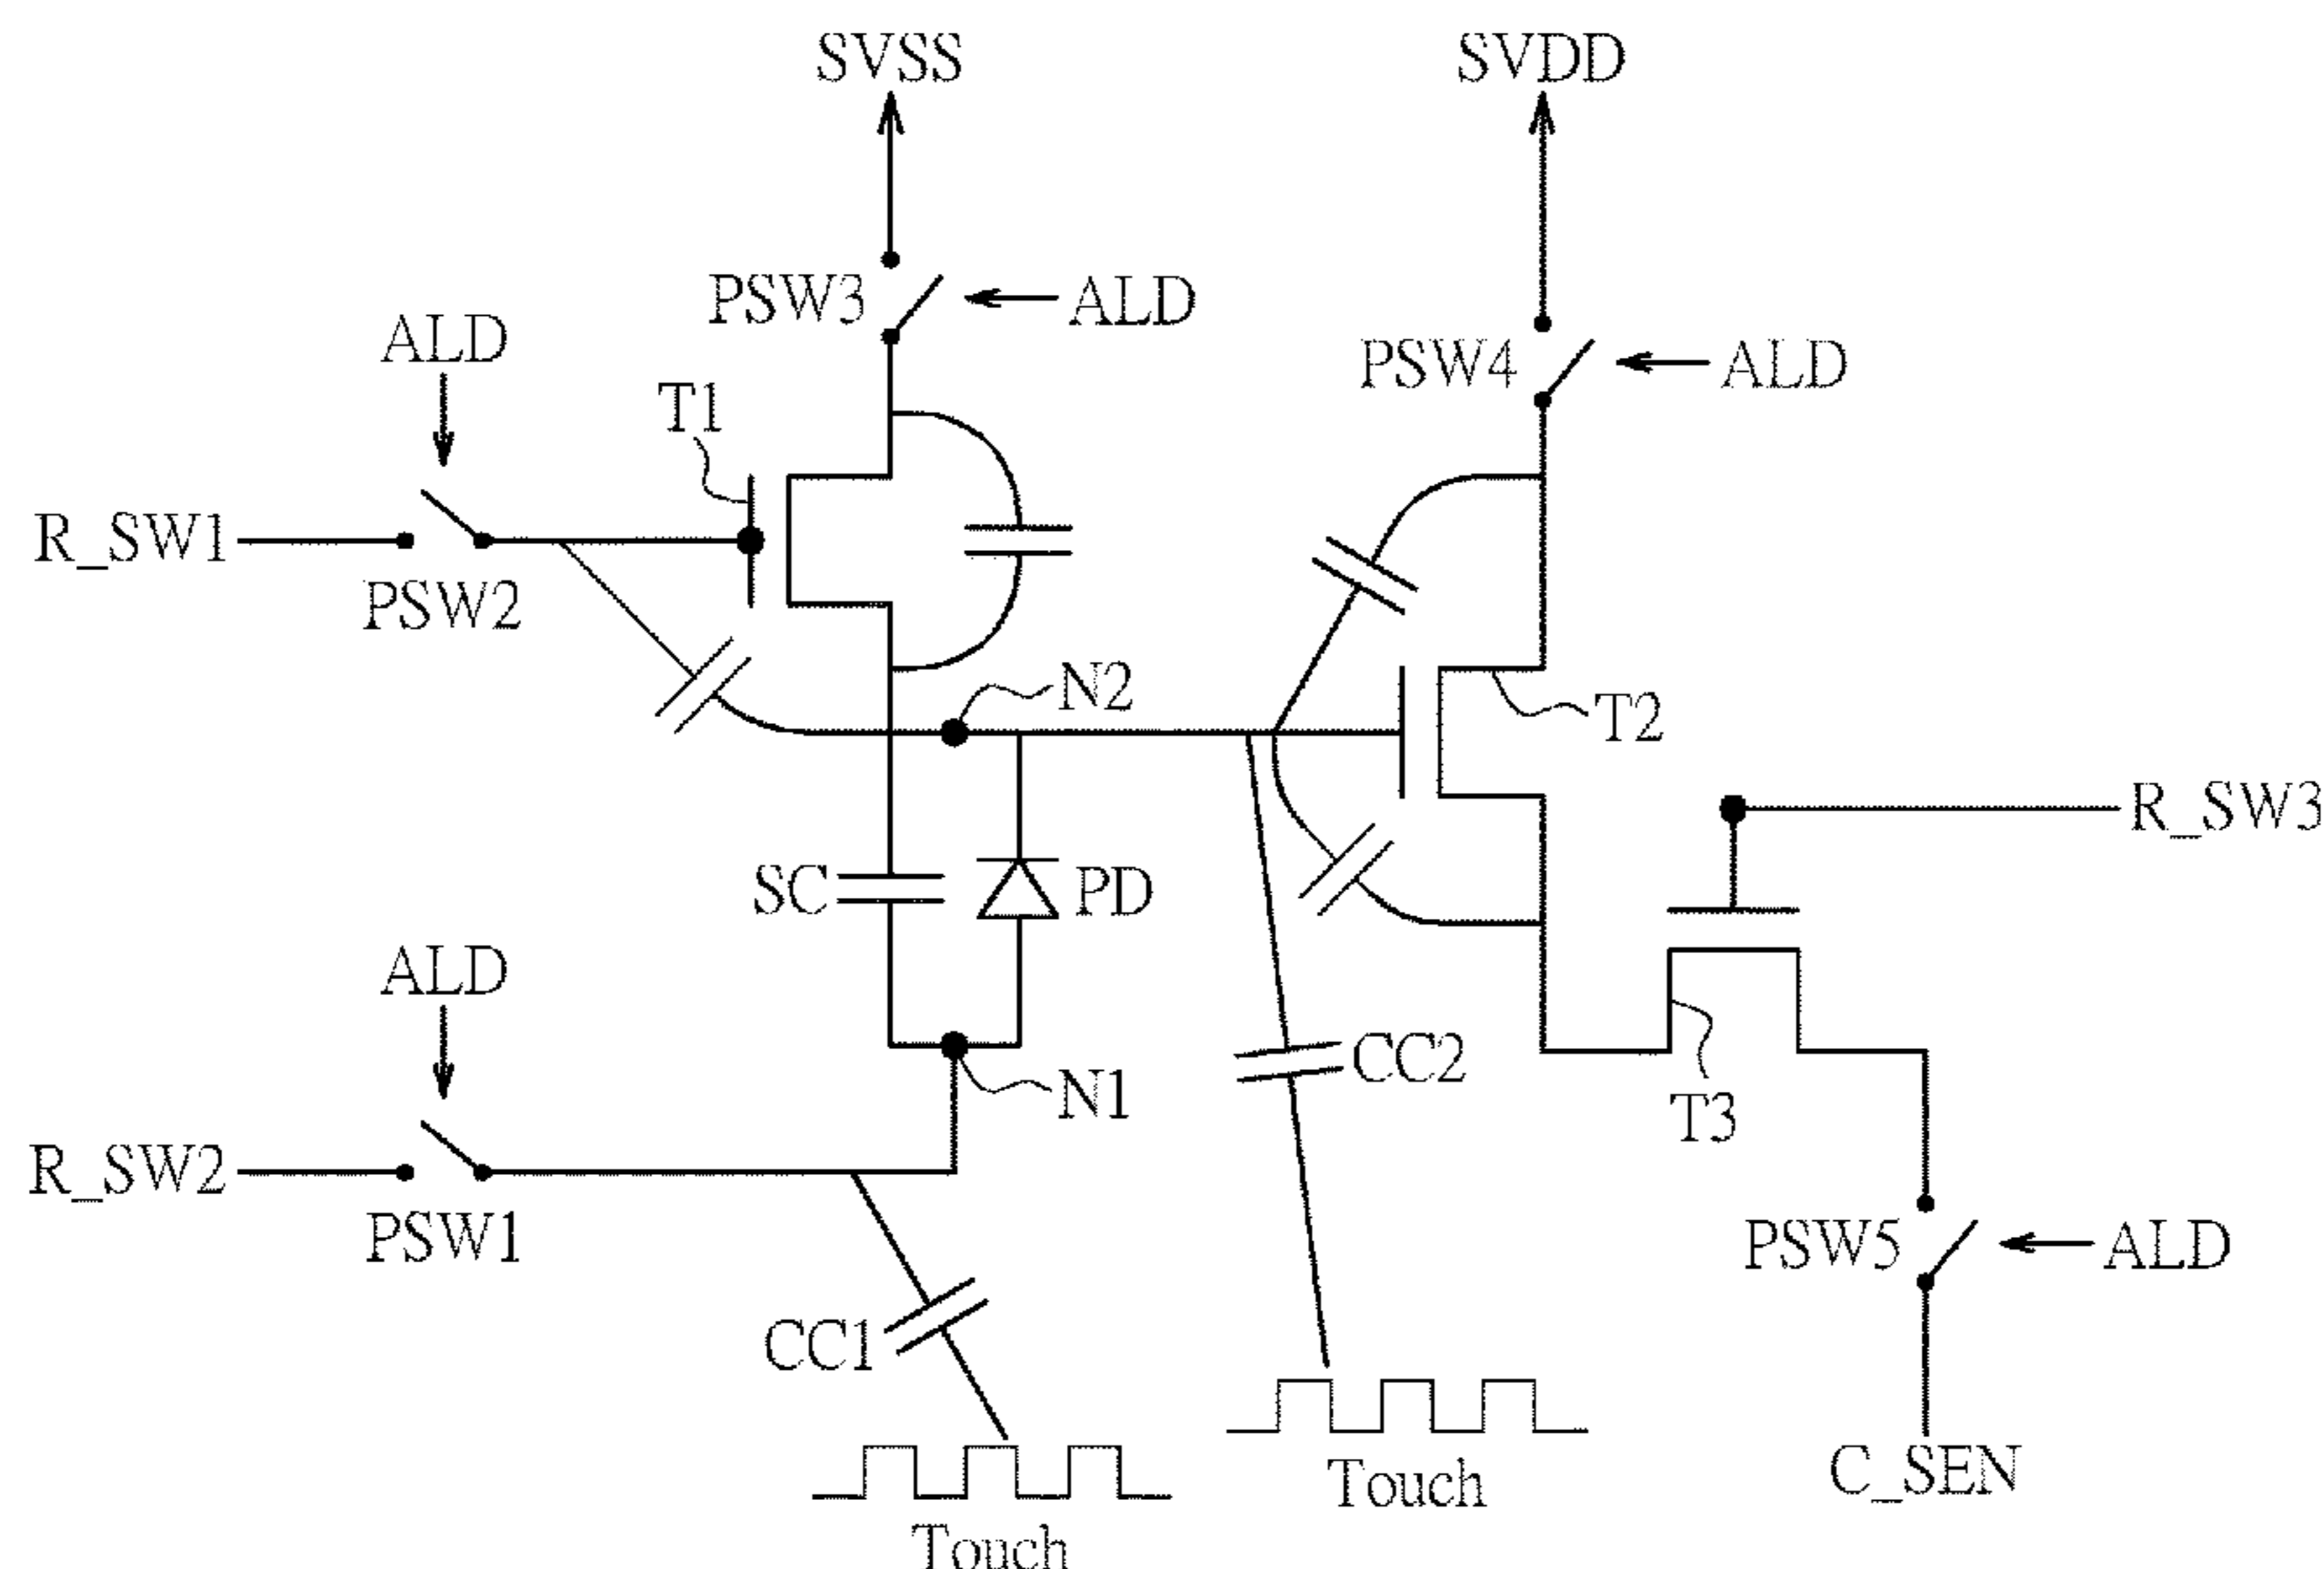 SVSS
SVDD
PSW3
ALD
ALD
PSW4
ALD
T1
R_SW1
PSW2
N2
T2
R_SW3
SC
PD
ALD
CC2
N1
T3
R_SW2
PSW1
PSW5
ALD
CC1
Touch
C_SEN
Touch